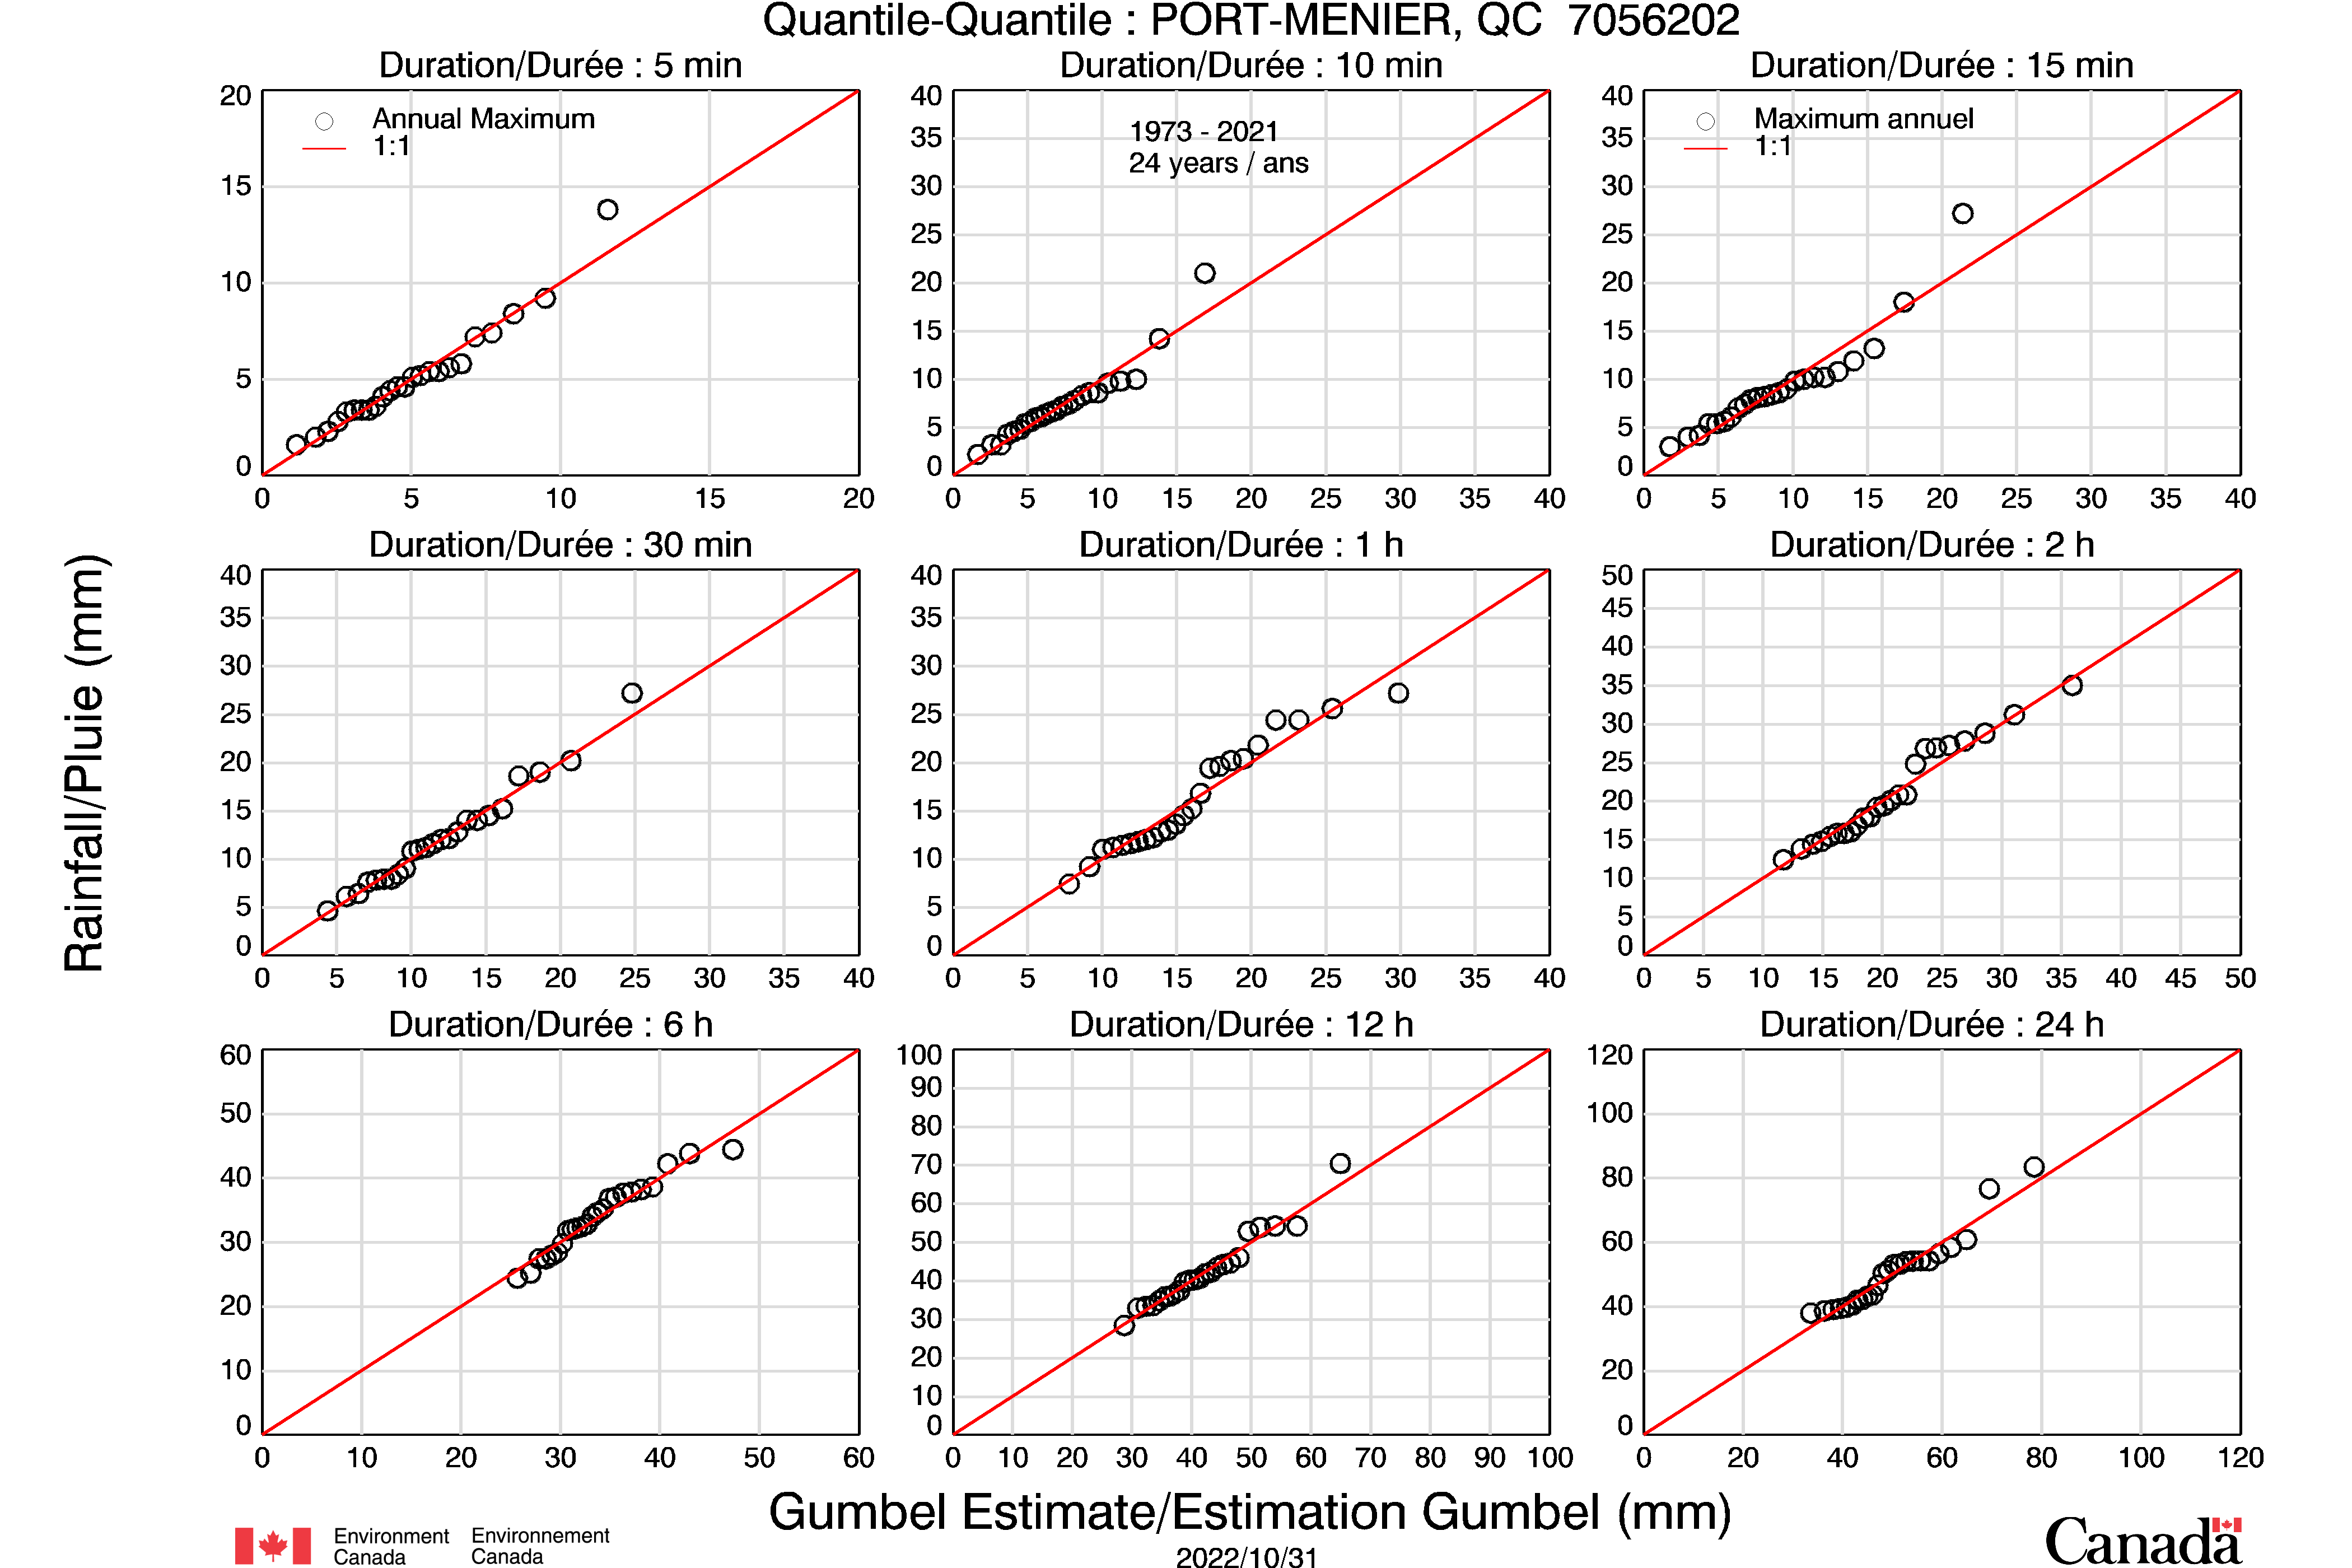 Quantile-Quantile : PORT-MENIER, QC 7056202
Duration/Durée : 5 min
20
15
10
5
0
0 5 10 15 20
Annual Maximum
1:1
Duration/Durée : 10 min
40
35
30
25
20
15
10
5
0
0 5 10 15 20 25 30 35 40
1973 - 2021
24 years / ans
Duration/Durée : 15 min
40
35
30
25
20
15
10
5
0
0 5 10 15 20 25 30 35 40
Maximum annuel
1:1
Rainfall/Pluie (mm)
Duration/Durée : 30 min
40
35
30
25
20
15
10
5
0
0 5 10 15 20 25 30 35 40
Duration/Durée : 1 h
40
35
30
25
20
15
10
5
0
0 5 10 15 20 25 30 35 40
Duration/Durée : 2 h
50
45
40
35
30
25
20
15
10
5
0
0 5 10 15 20 25 30 35 40 45 50
Duration/Durée : 6 h
60
50
40
30
20
10
0
0 10 20 30 40 50 60
Duration/Durée : 12 h
100
90
80
70
60
50
40
30
20
10
0
0 10 20 30 40 50 60 70 80 90 100
Duration/Durée : 24 h
120
100
80
60
40
20
0
0 20 40 60 80 100 120
Gumbel Estimate/Estimation Gumbel (mm)
Environment Canada
Environnement Canada
2022/10/31
Canada